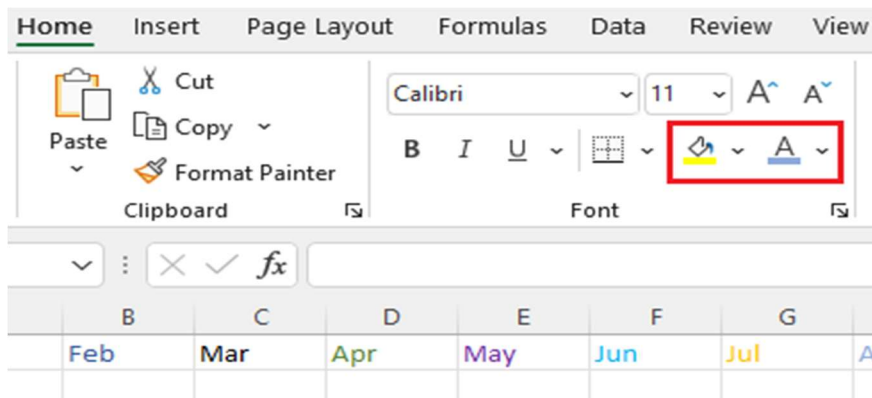 Home Insert Page Layout Formulas Data Review View
Cut
Calibri 11 A A
Copy
Paste
B I U A
Format Painter
Clipboard Font
fx
B C D E F G
Feb Mar Apr May Jun Jul A